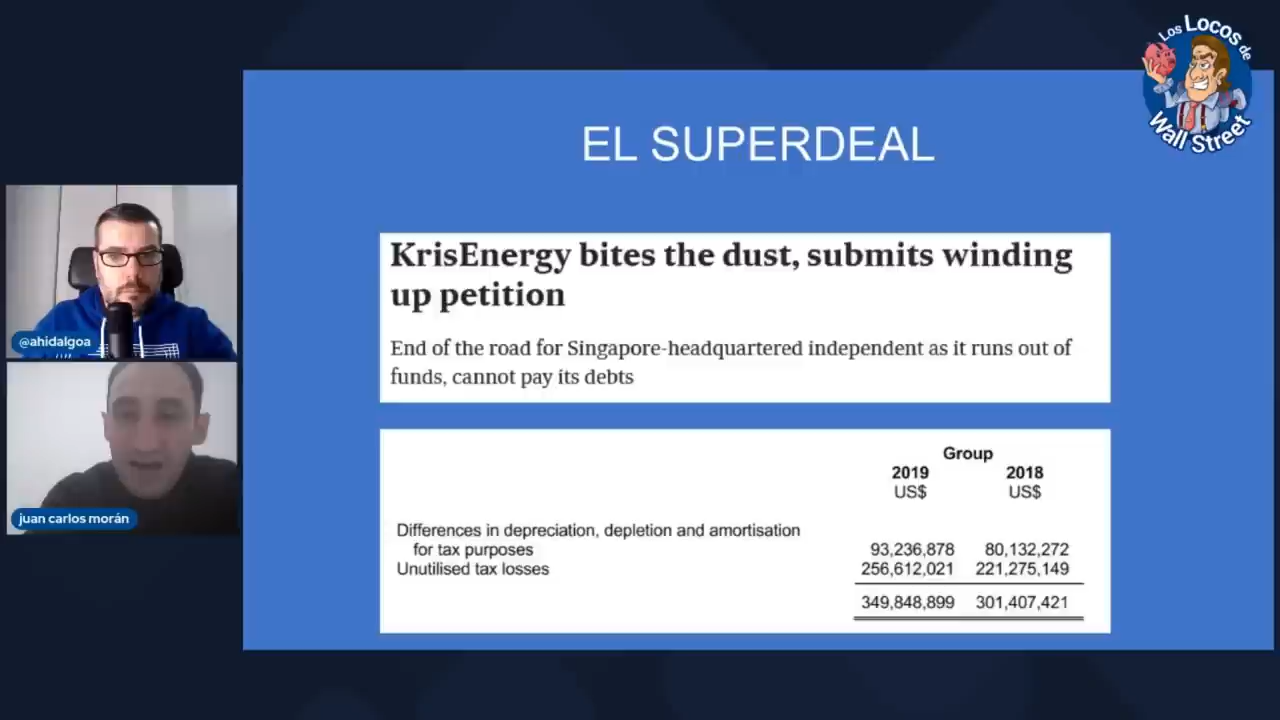 Los Locos de
Wall Street
EL SUPERDEAL
KrisEnergy bites the dust, submits winding
up petition
End of the road for Singapore-headquartered independent as it runs out of
funds, cannot pay its debts
@ahidalgoa
juan carlos morán
Group
2019 2018
US$ US$
Differences in depreciation, depletion and amortisation
for tax purposes 93,236,878 80,132,272
Unutilised tax losses 256,612,021 221,275,149
349,848,899 301,407,421